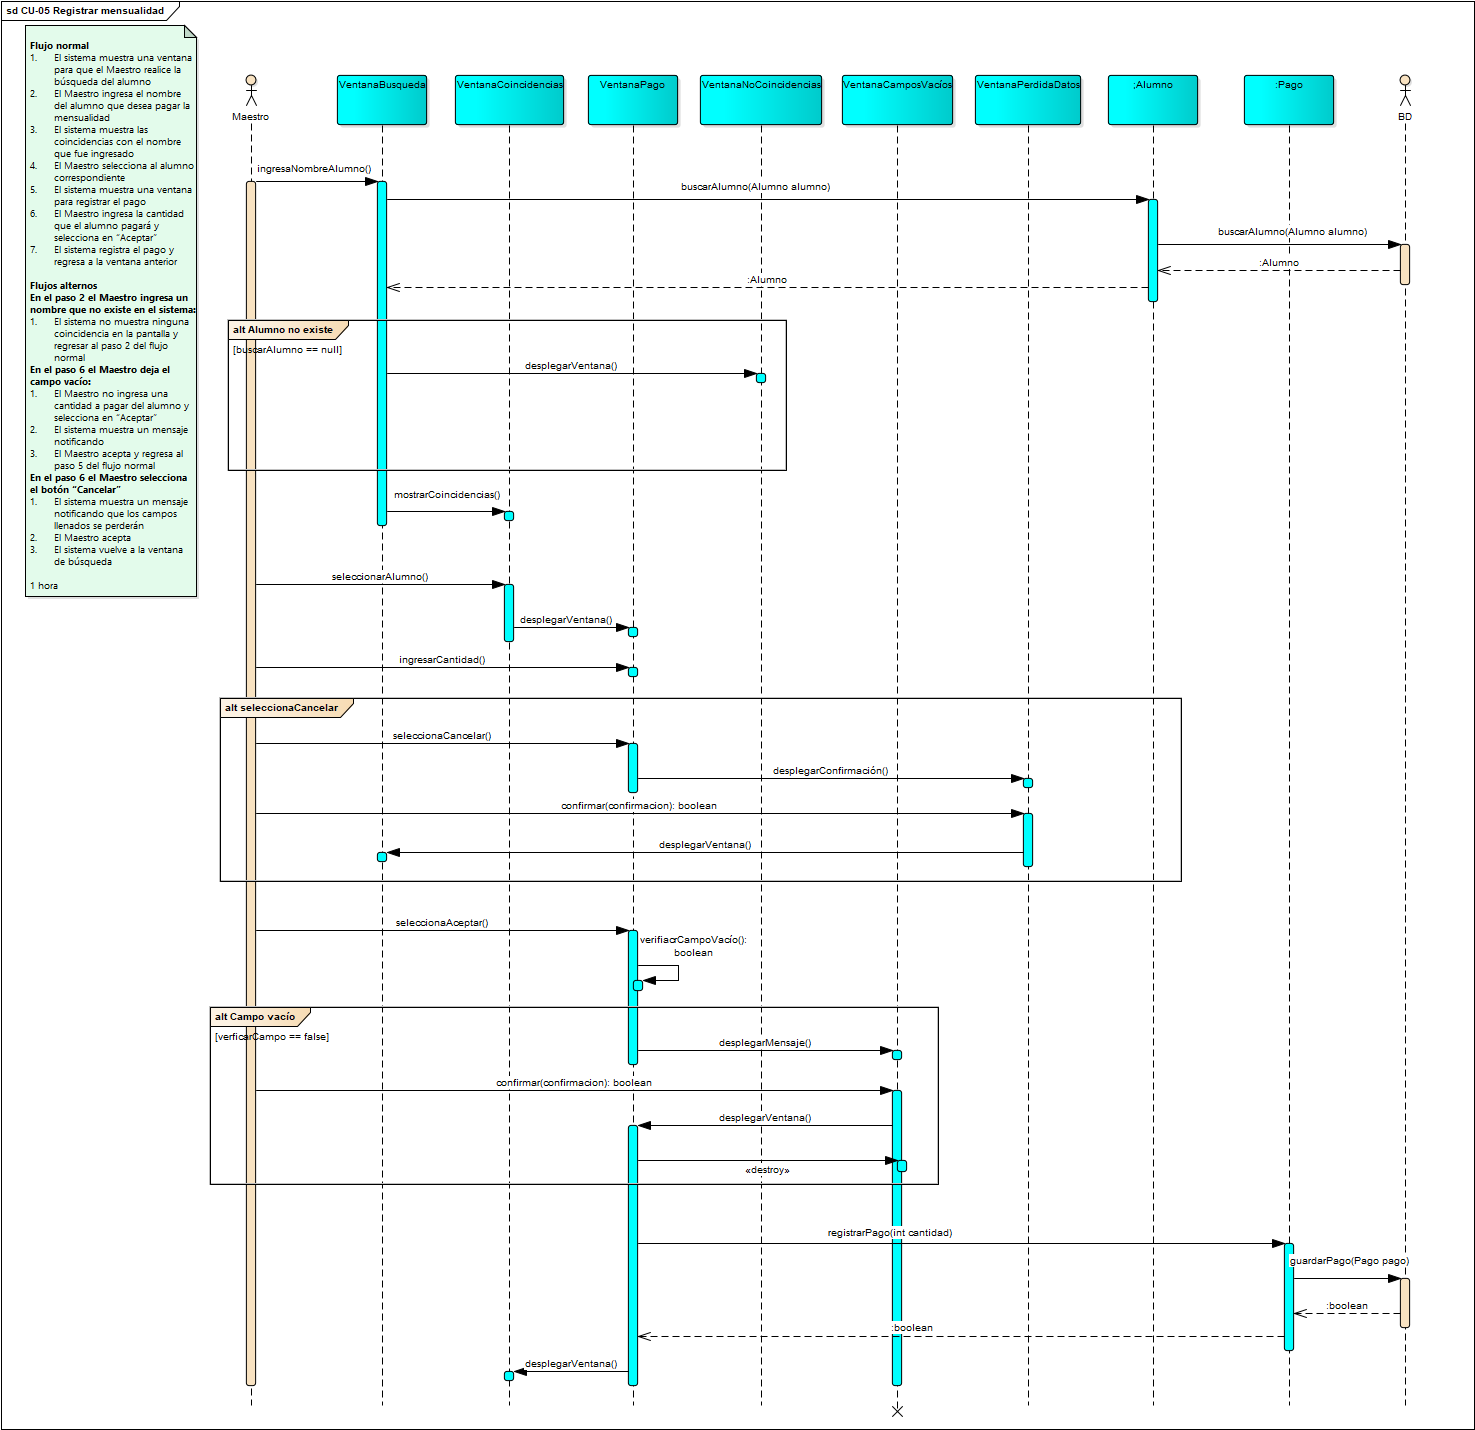 sd CU-05 Registrar mensualidad
Flujo normal
1. El sistema muestra una ventana
para que el Maestro realice la
búsqueda del alumno
2. El Maestro ingresa el nombre
del alumno que desea pagar la
mensualidad
3. El sistema muestra las
coincidencias con el nombre
que fue ingresado
4. El Maestro selecciona al alumno
correspondiente
5. El sistema muestra una ventana
para registrar el pago
6. El Maestro ingresa la cantidad
que el alumno pagará y
selecciona en “Aceptar”
7. El sistema registra el pago y
regresa a la ventana anterior
Flujos alternos
En el paso 2 el Maestro ingresa un
nombre que no existe en el sistema:
1. El sistema no muestra ninguna
coincidencia en la pantalla y
regresar al paso 2 del flujo
normal
En el paso 6 el Maestro deja el
campo vacío:
1. El Maestro no ingresa una
cantidad a pagar del alumno y
selecciona en “Aceptar”
2. El sistema muestra un mensaje
notificando
3. El Maestro acepta y regresa al
paso 5 del flujo normal
En el paso 6 el Maestro selecciona
el botón “Cancelar”
1. El sistema muestra un mensaje
notificando que los campos
llenados se perderán
2. El Maestro acepta
3. El sistema vuelve a la ventana
de búsqueda
1 hora
Maestro
VentanaBusqueda
VentanaCoincidencias
VentanaPago
VentanaNoCoincidencias
VentanaCamposVacíos
VentanaPerdidaDatos
;Alumno
:Pago
BD
ingresaNombreAlumno()
buscarAlumno(Alumno alumno)
buscarAlumno(Alumno alumno)
:Alumno
:Alumno
alt Alumno no existe
[buscarAlumno == null]
desplegarVentana()
mostrarCoincidencias()
seleccionarAlumno()
desplegarVentana()
ingresarCantidad()
alt seleccionaCancelar
seleccionaCancelar()
desplegarConfirmación()
confirmar(confirmacion): boolean
desplegarVentana()
seleccionaAceptar()
verifiacrCampoVacío():
boolean
alt Campo vacío
[verficarCampo == false]
desplegarMensaje()
confirmar(confirmacion): boolean
desplegarVentana()
«destroy»
registrarPago(int cantidad)
guardarPago(Pago pago)
:boolean
:boolean
desplegarVentana()